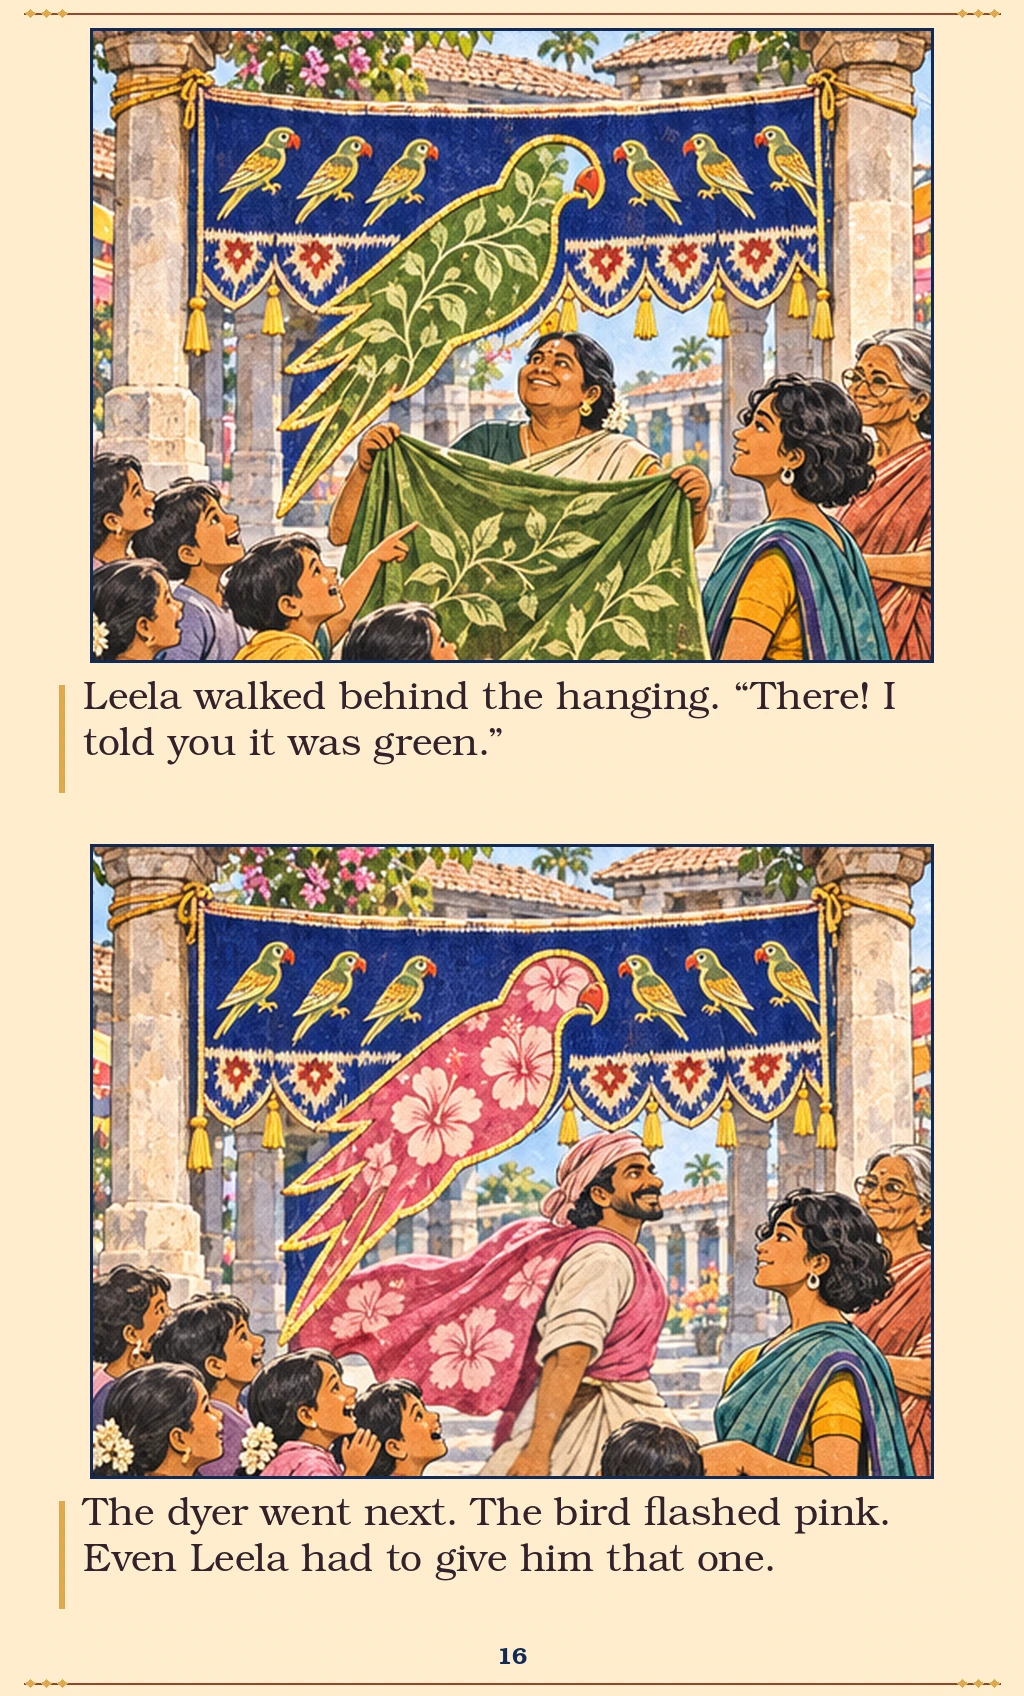 Leela walked behind the hanging. “There! I
told you it was green.”
The dyer went next. The bird flashed pink.
Even Leela had to give him that one.
16